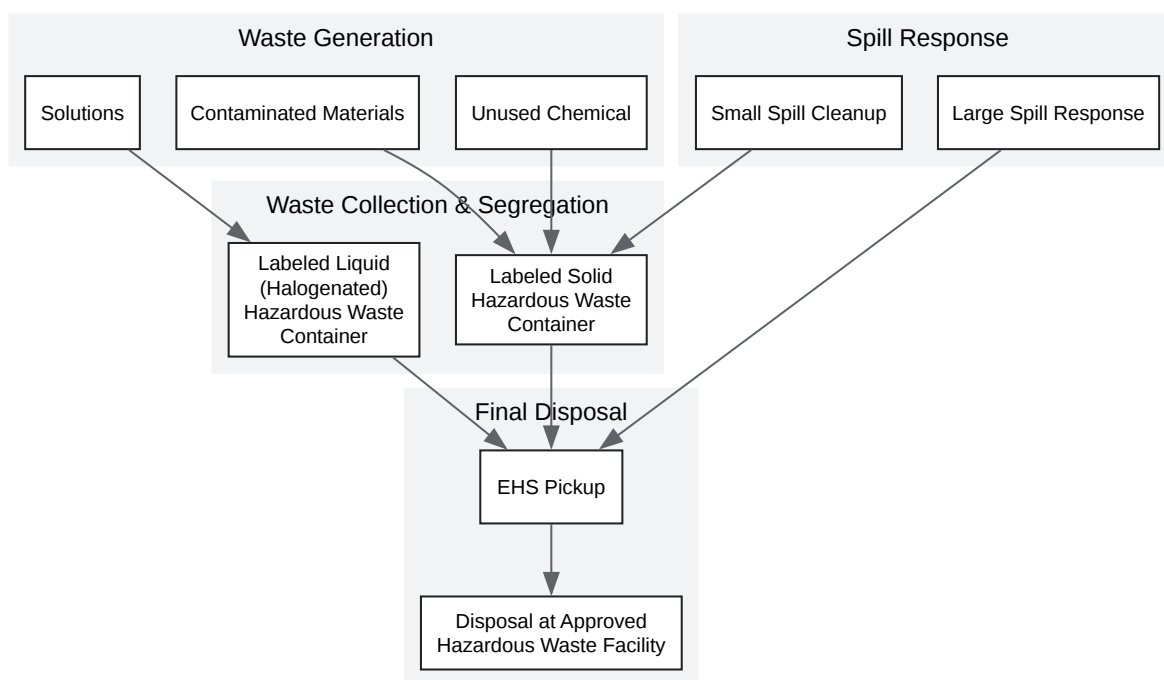 Waste Generation
Spill Response
Solutions
Contaminated Materials
Unused Chemical
Small Spill Cleanup
Large Spill Response
Waste Collection & Segregation
Labeled Liquid
(Halogenated)
Hazardous Waste
Container
Labeled Solid
Hazardous Waste
Container
Final Disposal
EHS Pickup
Disposal at Approved
Hazardous Waste Facility